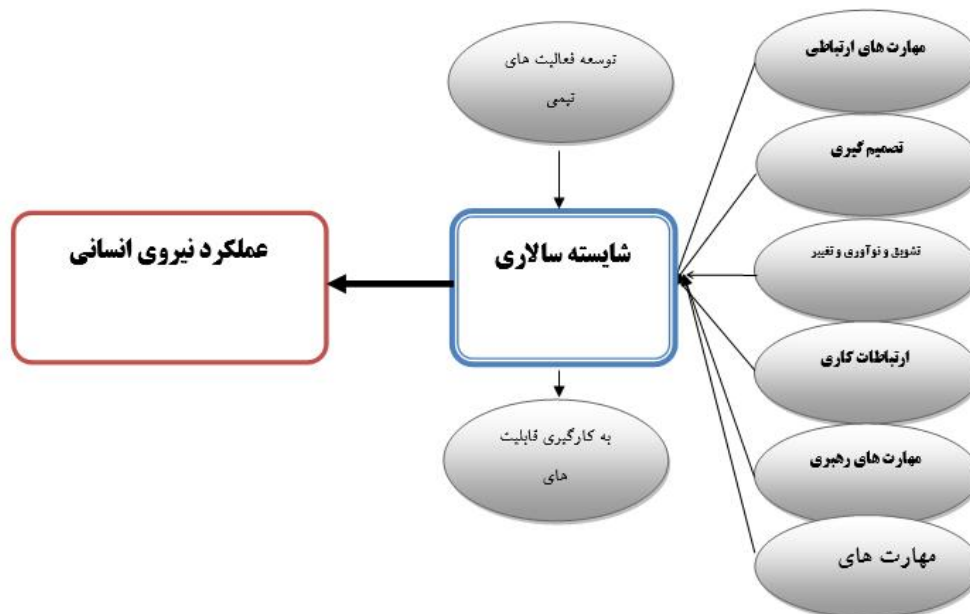 مهارت های ارتباطی
توسعه فعالیت های
تیمی
تصمیم گیری
شایسته سالاری
عملکرد نیروی انسانی
تشویق و نوآوری و تغییر
ارتباطات کاری
به کارگیری قابلیت
های
مهارت های رهبری
مهارت های